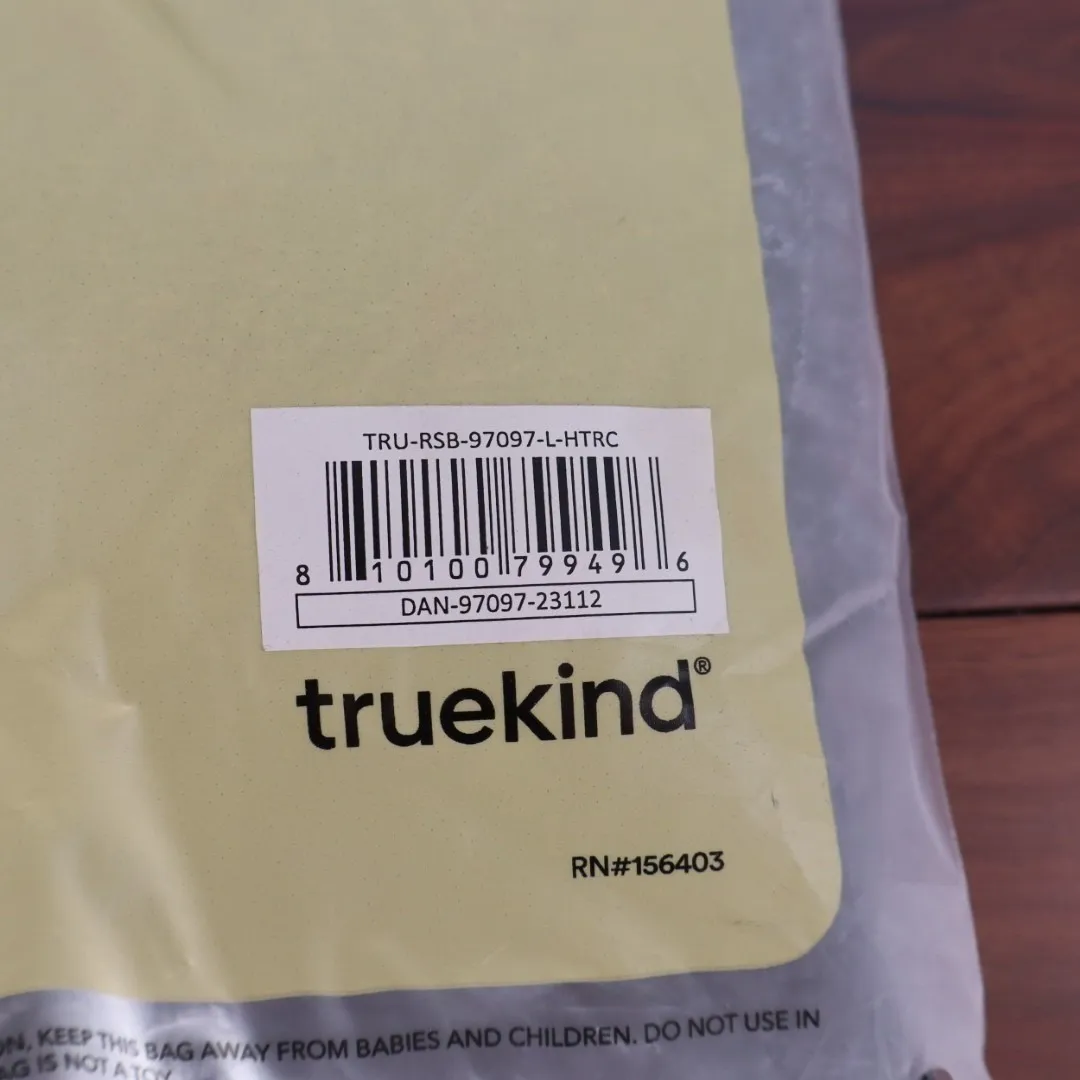 TRU-RSB-97097-L-HTRC
8 10100 79949 6
DAN-97097-23112
truekind®
RN#156403
KEEP THIS BAG AWAY FROM BABIES AND CHILDREN. DO NOT USE IN
IS NOT A TOY